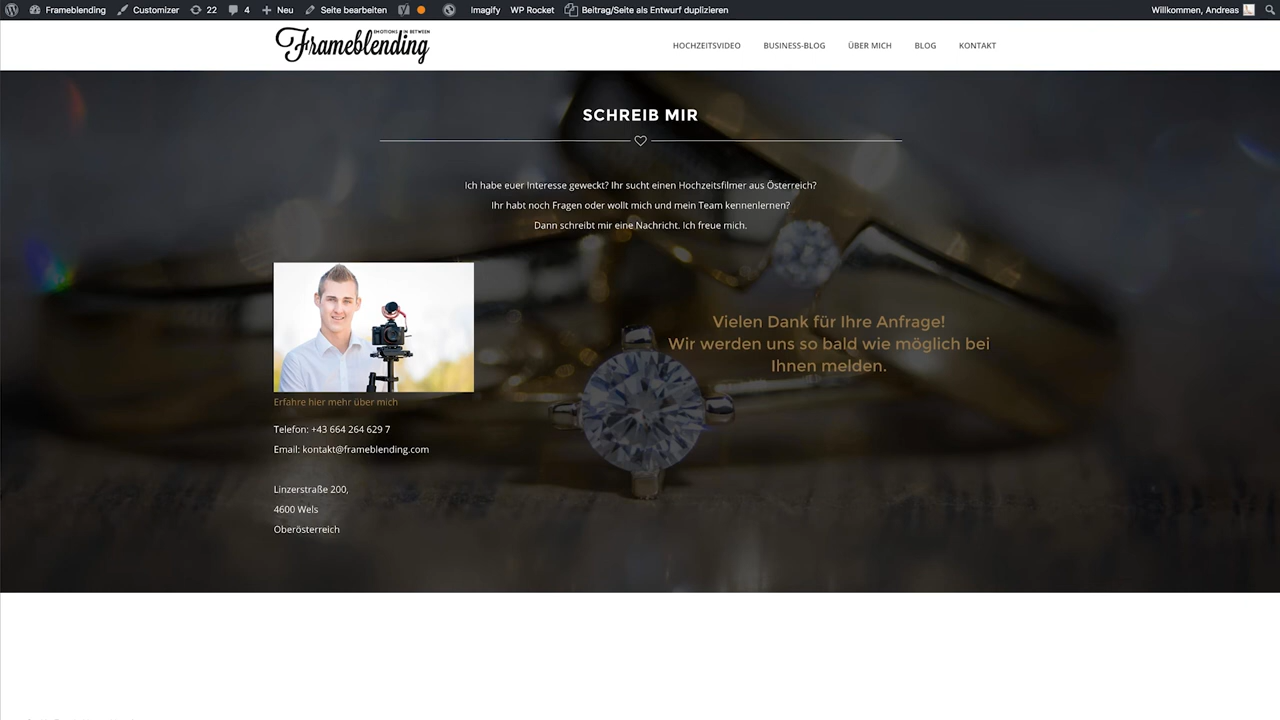 Frameblending Customizer 22 4 Neu Seite bearbeiten Imagify WP Rocket Beitrag/Seite als Entwurf duplizieren Willkommen, Andreas
EMOTIONS IN BETWEEN
Frameblending
HOCHZEITSVIDEO BUSINESS-BLOG ÜBER MICH BLOG KONTAKT
SCHREIB MIR
Ich habe euer Interesse geweckt? Ihr sucht einen Hochzeitsfilmer aus Österreich?
Ihr habt noch Fragen oder wollt mich und mein Team kennenlernen?
Dann schreibt mir eine Nachricht. Ich freue mich.
Vielen Dank für Ihre Anfrage!
Wir werden uns so bald wie möglich bei
Ihnen melden.
Erfahre hier mehr über mich
Telefon: +43 664 264 629 7
Email: kontakt@frameblending.com
Linzerstraße 200,
4600 Wels
Oberösterreich